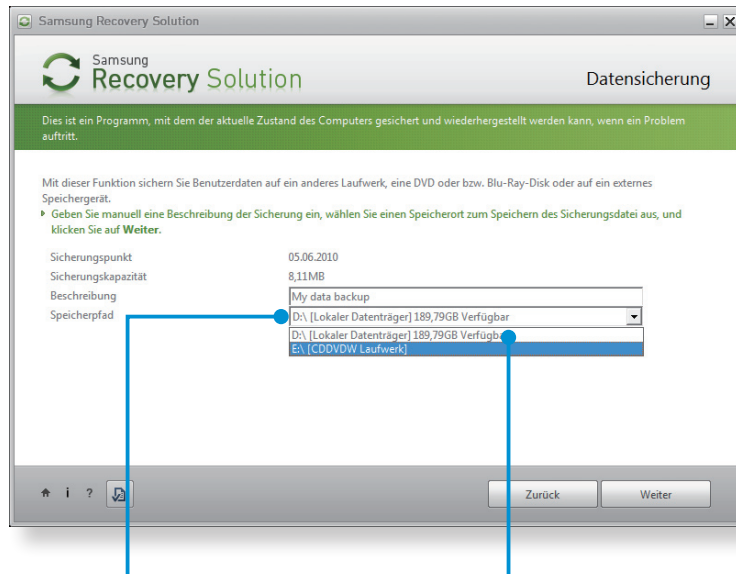 Samsung Recovery Solution
Samsung
Recovery Solution
Datensicherung
Dies ist ein Programm, mit dem der aktuelle Zustand des Computers gesichert und wiederhergestellt werden kann, wenn ein Problem
auftritt.
Mit dieser Funktion sichern Sie Benutzerdaten auf ein anderes Laufwerk, eine DVD oder bzw. Blu-Ray-Disk oder auf ein externes
Speichergerät.
Geben Sie manuell eine Beschreibung der Sicherung ein, wählen Sie einen Speicherort zum Speichern des Sicherungsdatei aus, und
klicken Sie auf Weiter.
Sicherungspunkt 05.06.2010
Sicherungskapazität 8,11MB
Beschreibung My data backup
Speicherpfad D:\ [Lokaler Datenträger] 189,79GB Verfügbar
D:\ [Lokaler Datenträger] 189,79GB Verfügbar
E:\ [CDDVDW Laufwerk]
i ? Zurück Weiter